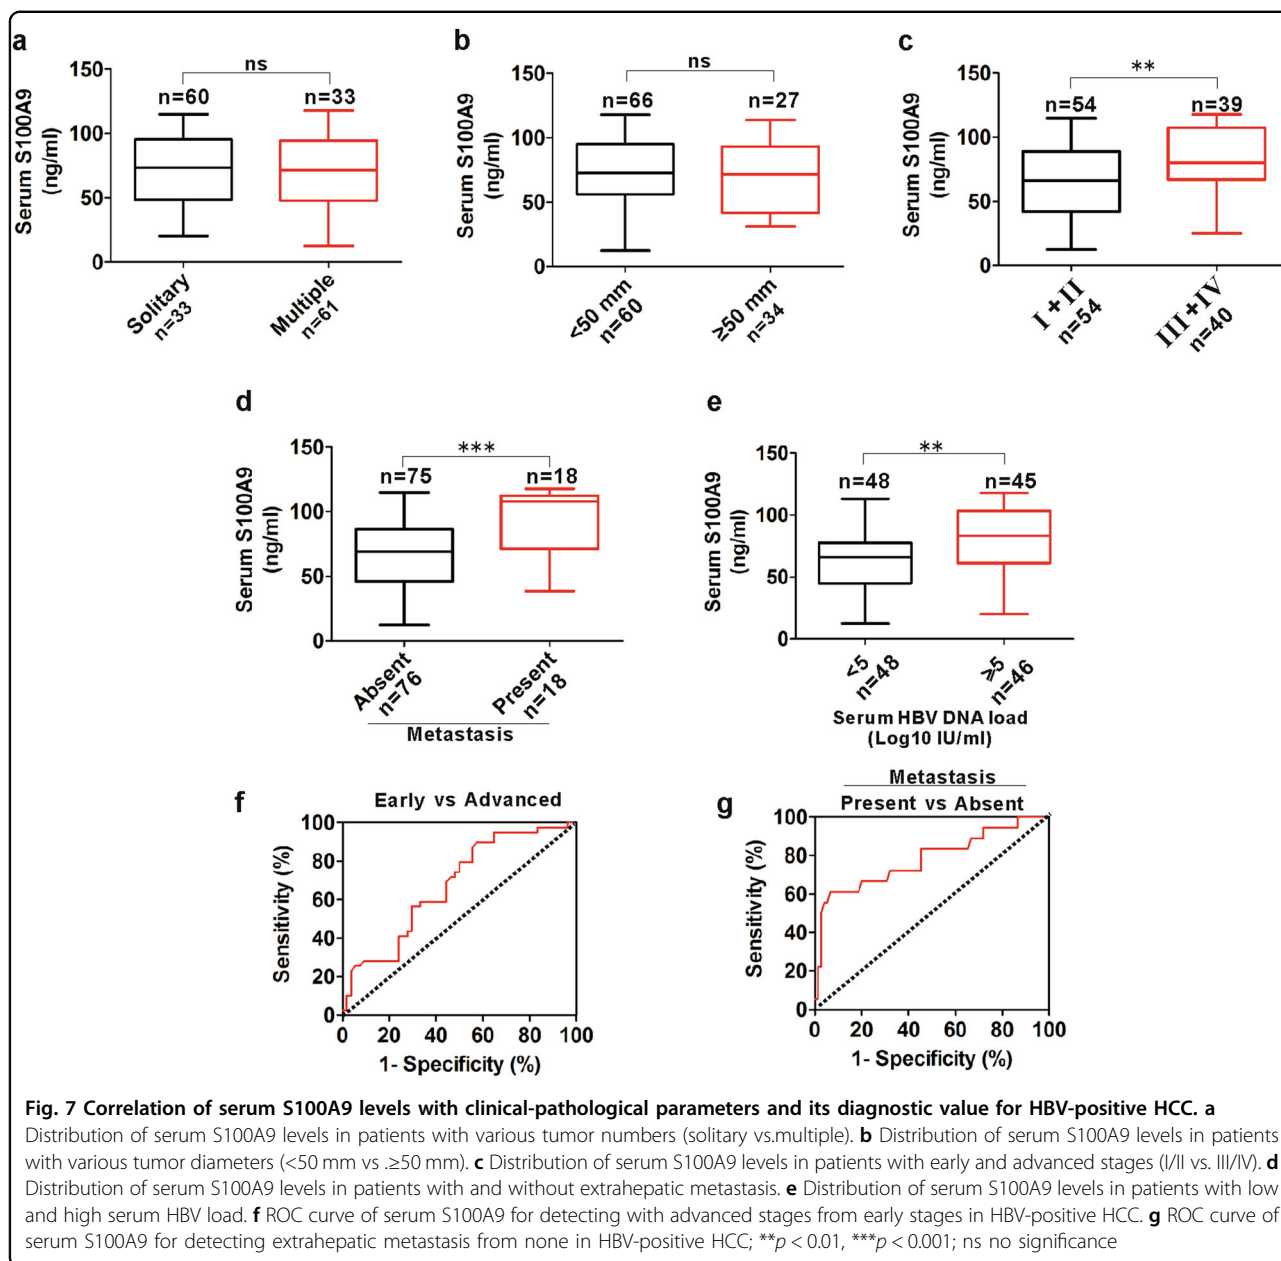 a
ns
150
n=60
n=33
100
50
0
Serum S100A9
(ng/ml)
Solitary
n=33
Multiple
n=61
b
ns
150
n=66
n=27
100
50
0
Serum S100A9
(ng/ml)
<50 mm
n=60
≥50 mm
n=34
c
**
150
n=54
n=39
100
50
0
Serum S100A9
(ng/ml)
I+II
n=54
III+IV
n=40
d
***
150
n=75
n=18
100
50
0
Serum S100A9
(ng/ml)
Absent
n=76
Present
n=18
Metastasis
e
**
150
n=48
n=45
100
50
0
Serum S100A9
(ng/ml)
<5
n=48
≥5
n=46
Serum HBV DNA load
(Log10 IU/ml)
f
Early vs Advanced
100
80
60
40
20
0
Sensitivity (%)
0 20 40 60 80 100
1- Specificity (%)
g
Metastasis
Present vs Absent
100
80
60
40
20
0
Sensitivity (%)
0 20 40 60 80 100
1- Specificity (%)
Fig. 7 Correlation of serum S100A9 levels with clinical-pathological parameters and its diagnostic value for HBV-positive HCC. a
Distribution of serum S100A9 levels in patients with various tumor numbers (solitary vs.multiple). b Distribution of serum S100A9 levels in patients
with various tumor diameters (<50 mm vs .≥50 mm). c Distribution of serum S100A9 levels in patients with early and advanced stages (I/II vs. III/IV). d
Distribution of serum S100A9 levels in patients with and without extrahepatic metastasis. e Distribution of serum S100A9 levels in patients with low
and high serum HBV load. f ROC curve of serum S100A9 for detecting with advanced stages from early stages in HBV-positive HCC. g ROC curve of
serum S100A9 for detecting extrahepatic metastasis from none in HBV-positive HCC; **p < 0.01, ***p < 0.001; ns no significance